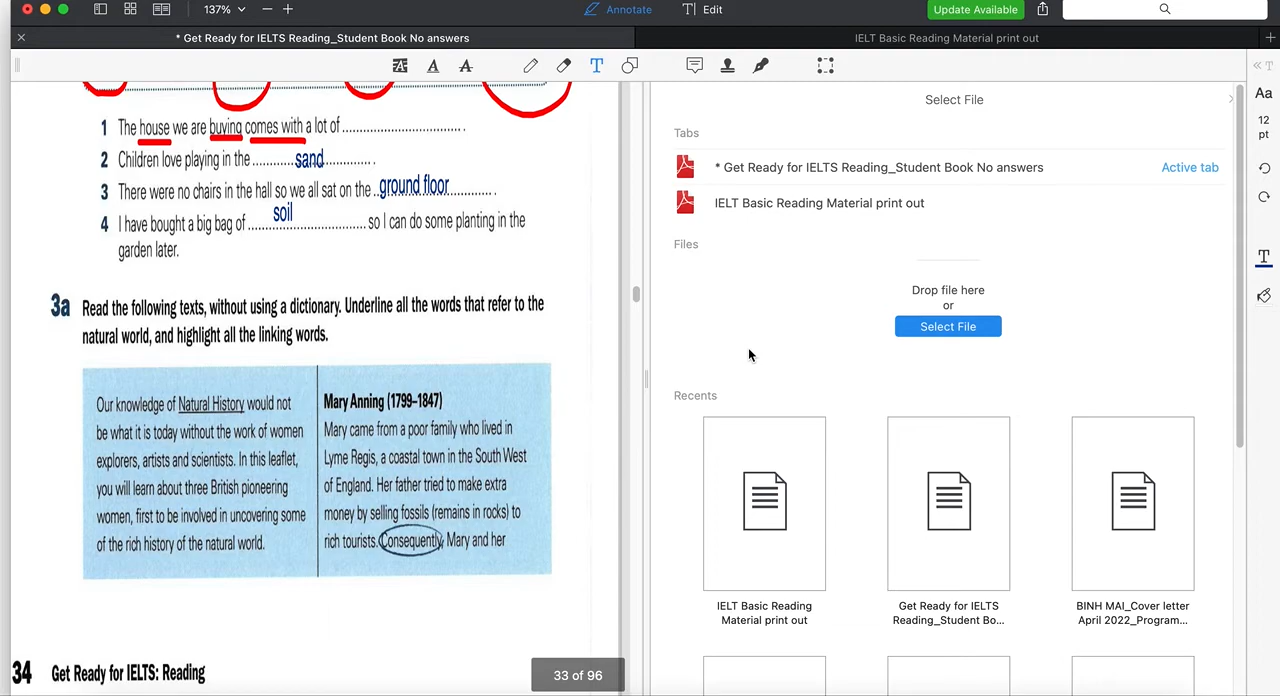 137%
Annotate
T Edit
Update Available
* Get Ready for IELTS Reading_Student Book No answers
IELT Basic Reading Material print out
1 The house we are buying comes with a lot of
2 Children love playing in the sand .
3 There were no chairs in the hall so we all sat on the ground floor .
4 I have bought a big bag of soil so I can do some planting in the
garden later.
3a Read the following texts, without using a dictionary. Underline all the words that refer to the
natural world, and highlight all the linking words.
Our knowledge of Natural History would not
be what it is today without the work of women
explorers, artists and scientists. In this leaflet,
you will learn about three British pioneering
women, first to be involved in uncovering some
of the rich history of the natural world.
Mary Anning (1799–1847)
Mary came from a poor family who lived in
Lyme Regis, a coastal town in the South West
of England. Her father tried to make extra
money by selling fossils (remains in rocks) to
rich tourists. Consequently, Mary and her
34 Get Ready for IELTS: Reading
33 of 96
Select File
Tabs
* Get Ready for IELTS Reading_Student Book No answers
Active tab
IELT Basic Reading Material print out
Files
Drop file here
or
Select File
Recents
IELT Basic Reading
Material print out
Get Ready for IELTS
Reading_Student Bo...
BINH MAI_Cover letter
April 2022_Program...
Aa
12
pt